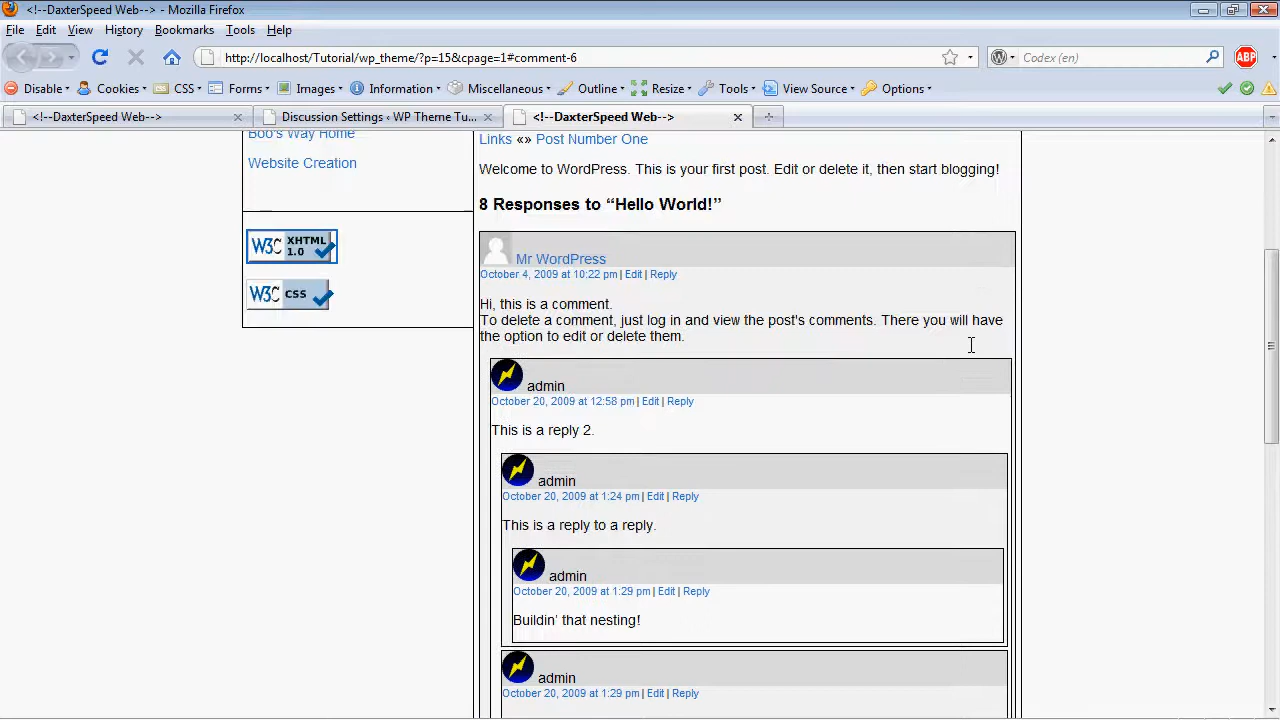 <!--DaxterSpeed Web--> - Mozilla Firefox
File Edit View History Bookmarks Tools Help
http://localhost/Tutorial/wp_theme/?p=15&cpage=1#comment-6
Codex (en)
ABP
Disable Cookies CSS Forms Images Information Miscellaneous Outline Resize Tools View Source Options
<!--DaxterSpeed Web-->
Discussion Settings ‹ WP Theme Tu...
<!--DaxterSpeed Web-->
Boo's Way Home
Website Creation
W3C XHTML 1.0
W3C css
Links «» Post Number One
Welcome to WordPress. This is your first post. Edit or delete it, then start blogging!
8 Responses to “Hello World!”
Mr WordPress
October 4, 2009 at 10:22 pm | Edit | Reply
Hi, this is a comment.
To delete a comment, just log in and view the post's comments. There you will have
the option to edit or delete them.
admin
October 20, 2009 at 12:58 pm | Edit | Reply
This is a reply 2.
admin
October 20, 2009 at 1:24 pm | Edit | Reply
This is a reply to a reply.
admin
October 20, 2009 at 1:29 pm | Edit | Reply
Buildin’ that nesting!
admin
October 20, 2009 at 1:29 pm | Edit | Reply